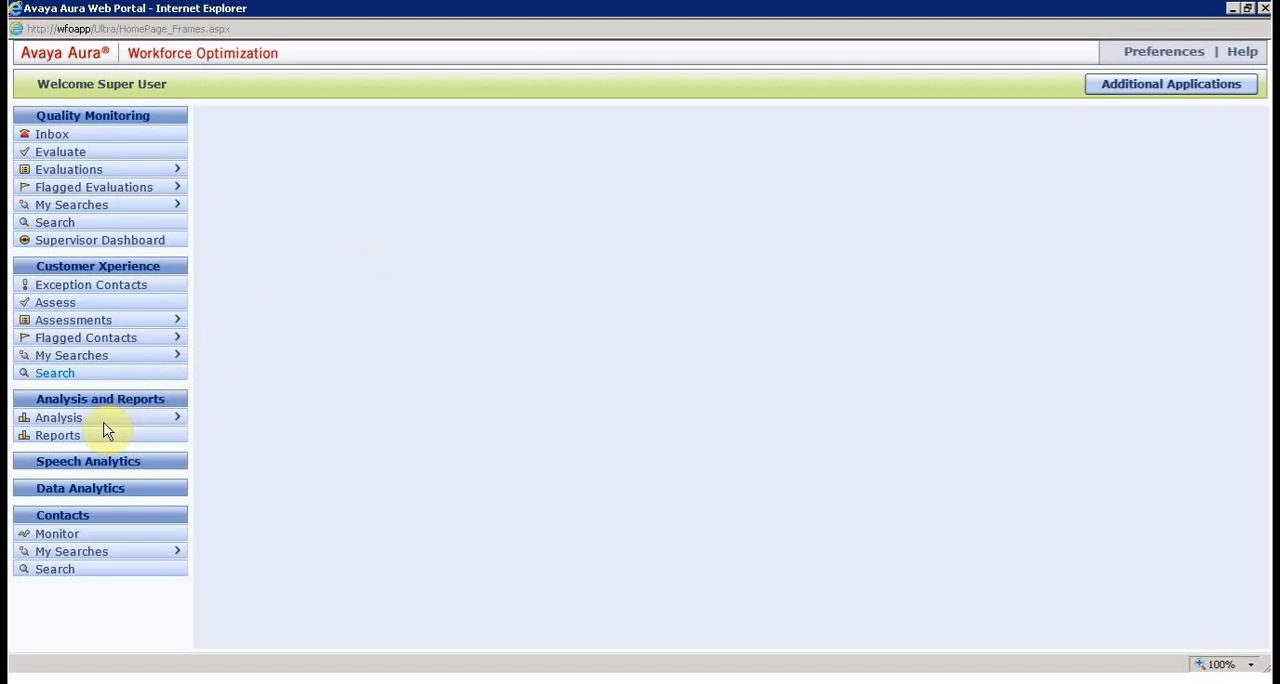 Avaya Aura Web Portal - Internet Explorer
http://wfoapp/Ultra/HomePage_Frames.aspx
Avaya Aura® | Workforce Optimization
Preferences | Help
Welcome Super User
Additional Applications
Quality Monitoring
Inbox
Evaluate
Evaluations
Flagged Evaluations
My Searches
Search
Supervisor Dashboard
Customer Xperience
Exception Contacts
Assess
Assessments
Flagged Contacts
My Searches
Search
Analysis and Reports
Analysis
Reports
Speech Analytics
Data Analytics
Contacts
Monitor
My Searches
Search
100%